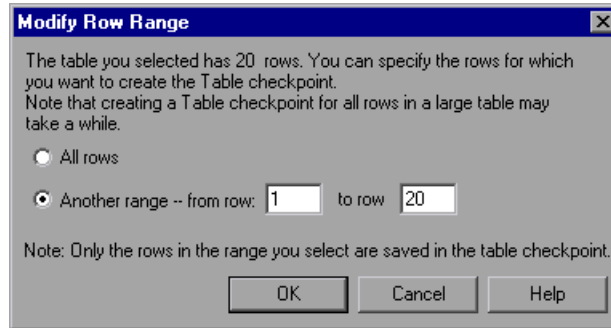 Modify Row Range
The table you selected has 20 rows. You can specify the rows for which
you want to create the Table checkpoint.
Note that creating a Table checkpoint for all rows in a large table may
take a while.
All rows
Another range -- from row: 1 to row 20
Note: Only the rows in the range you select are saved in the table checkpoint.
OK Cancel Help